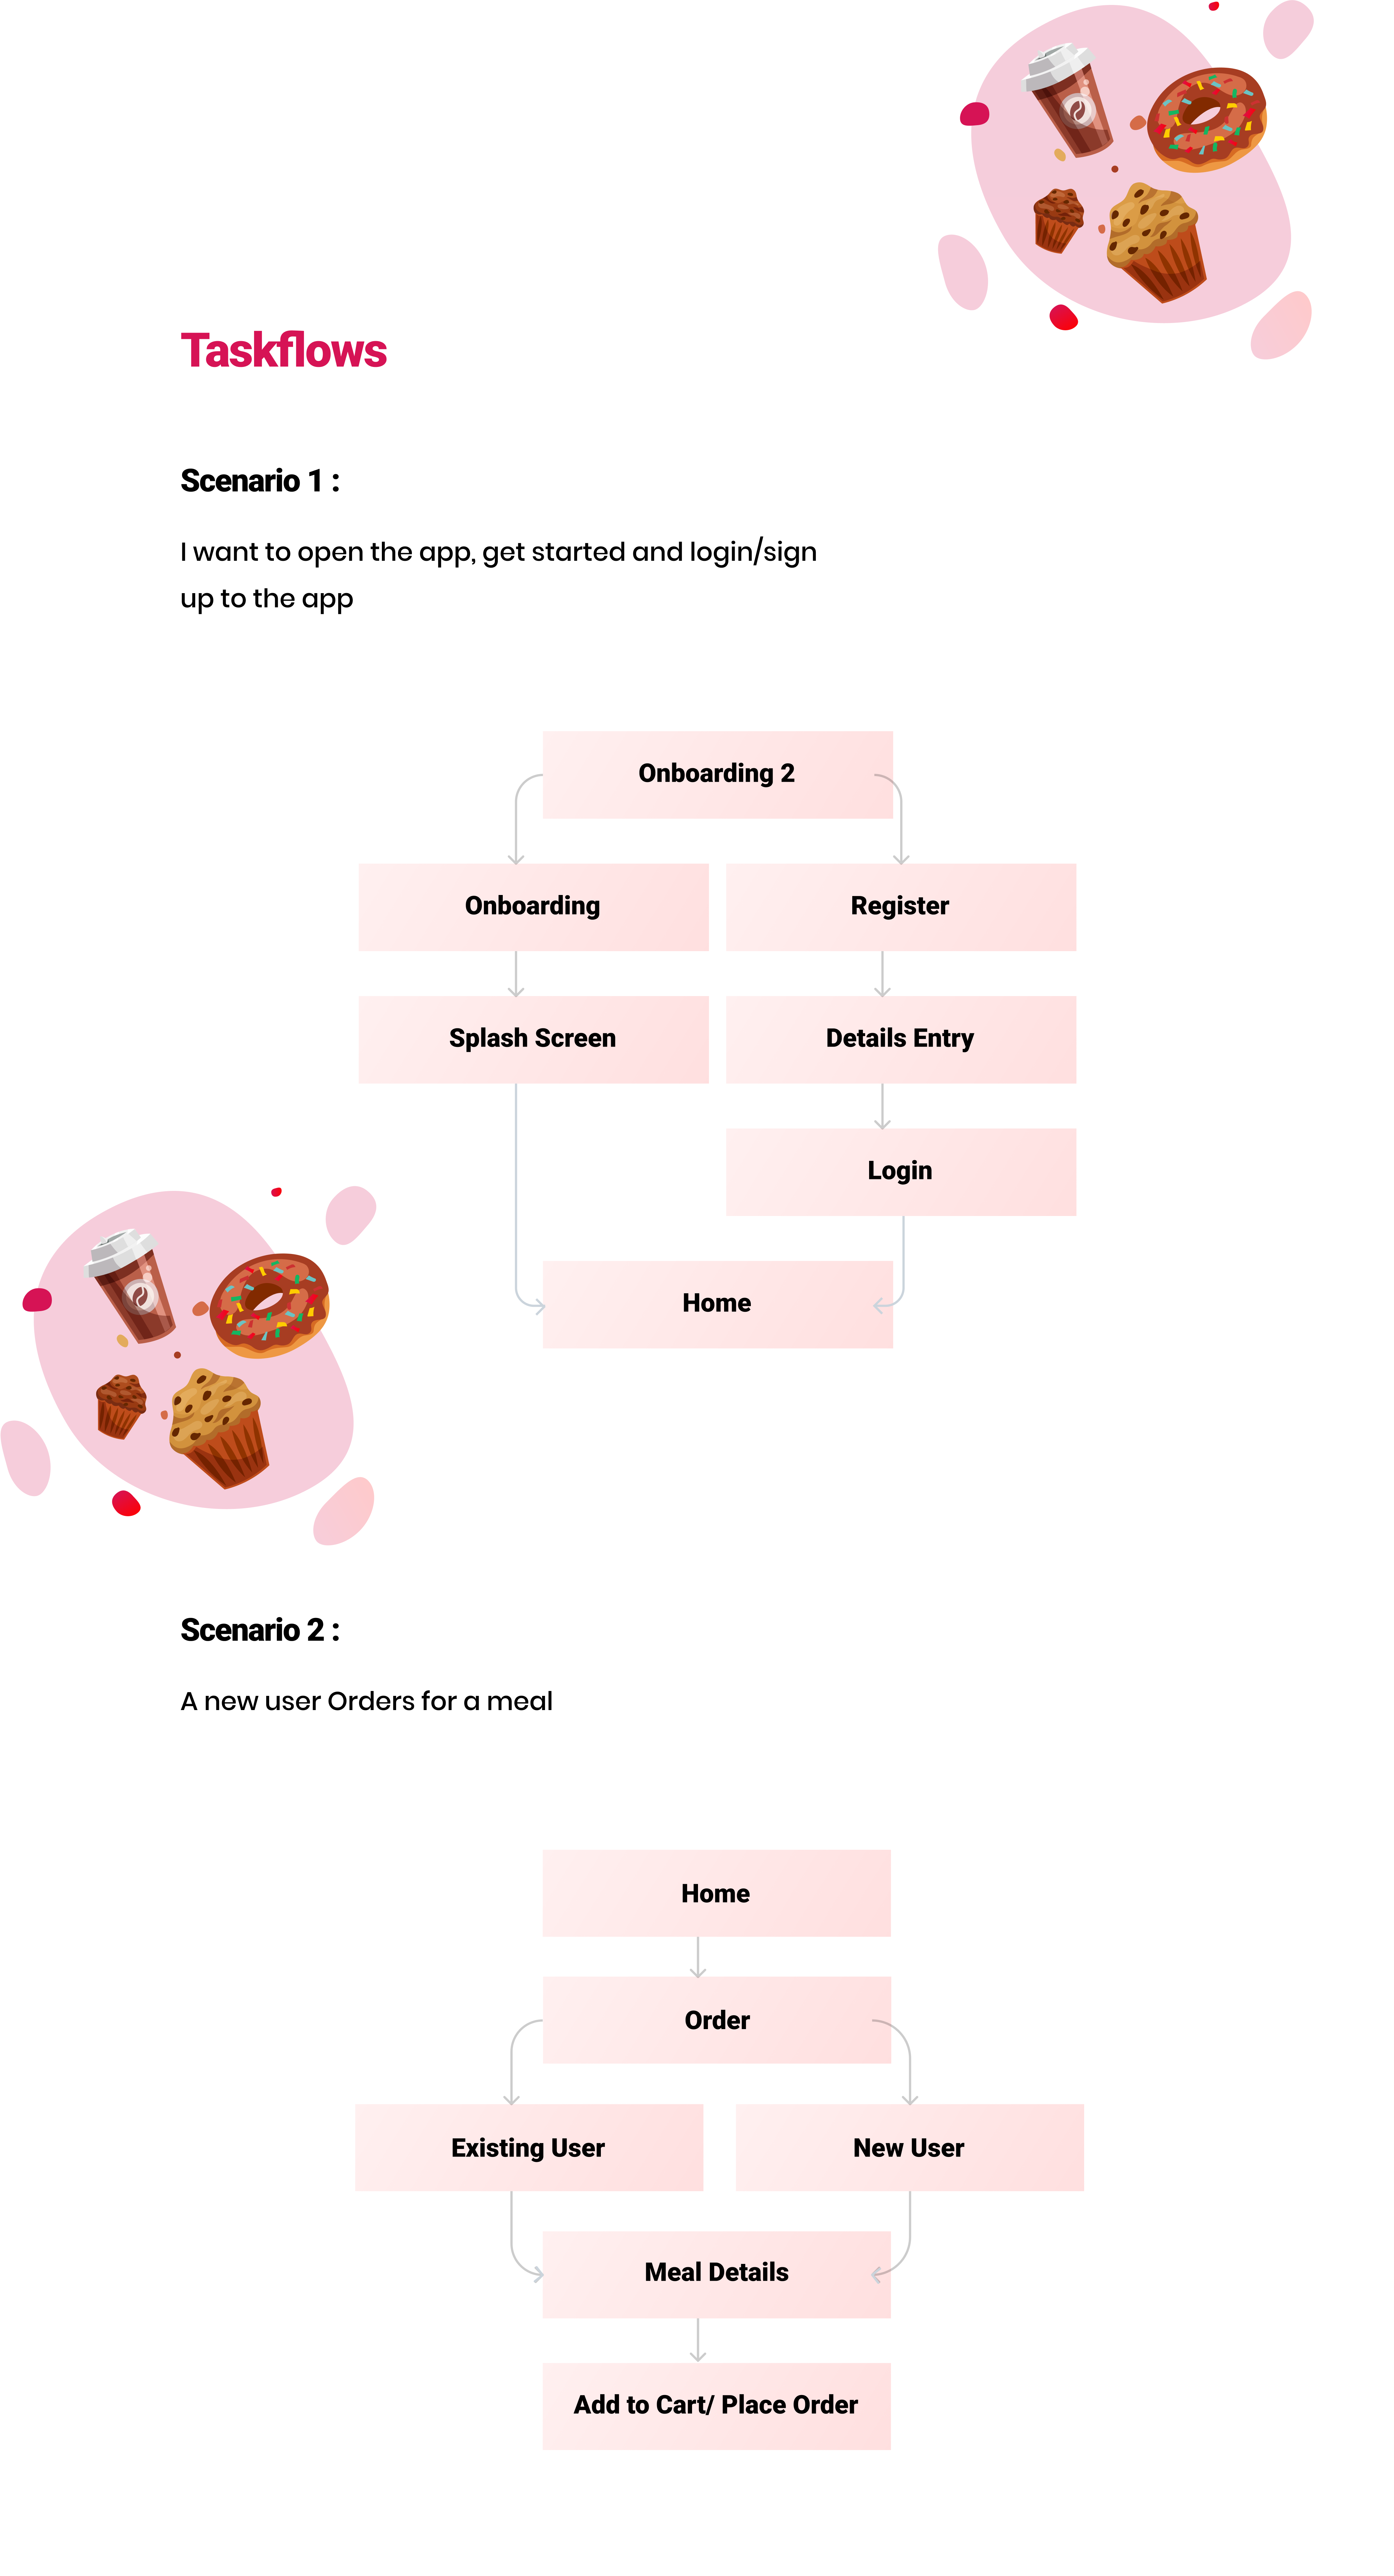 Taskflows
Scenario 1 :
I want to open the app, get started and login/sign
up to the app
Onboarding 2
Onboarding
Register
Splash Screen
Details Entry
Login
Home
Scenario 2 :
A new user Orders for a meal
Home
Order
Existing User
New User
Meal Details
Add to Cart/ Place Order